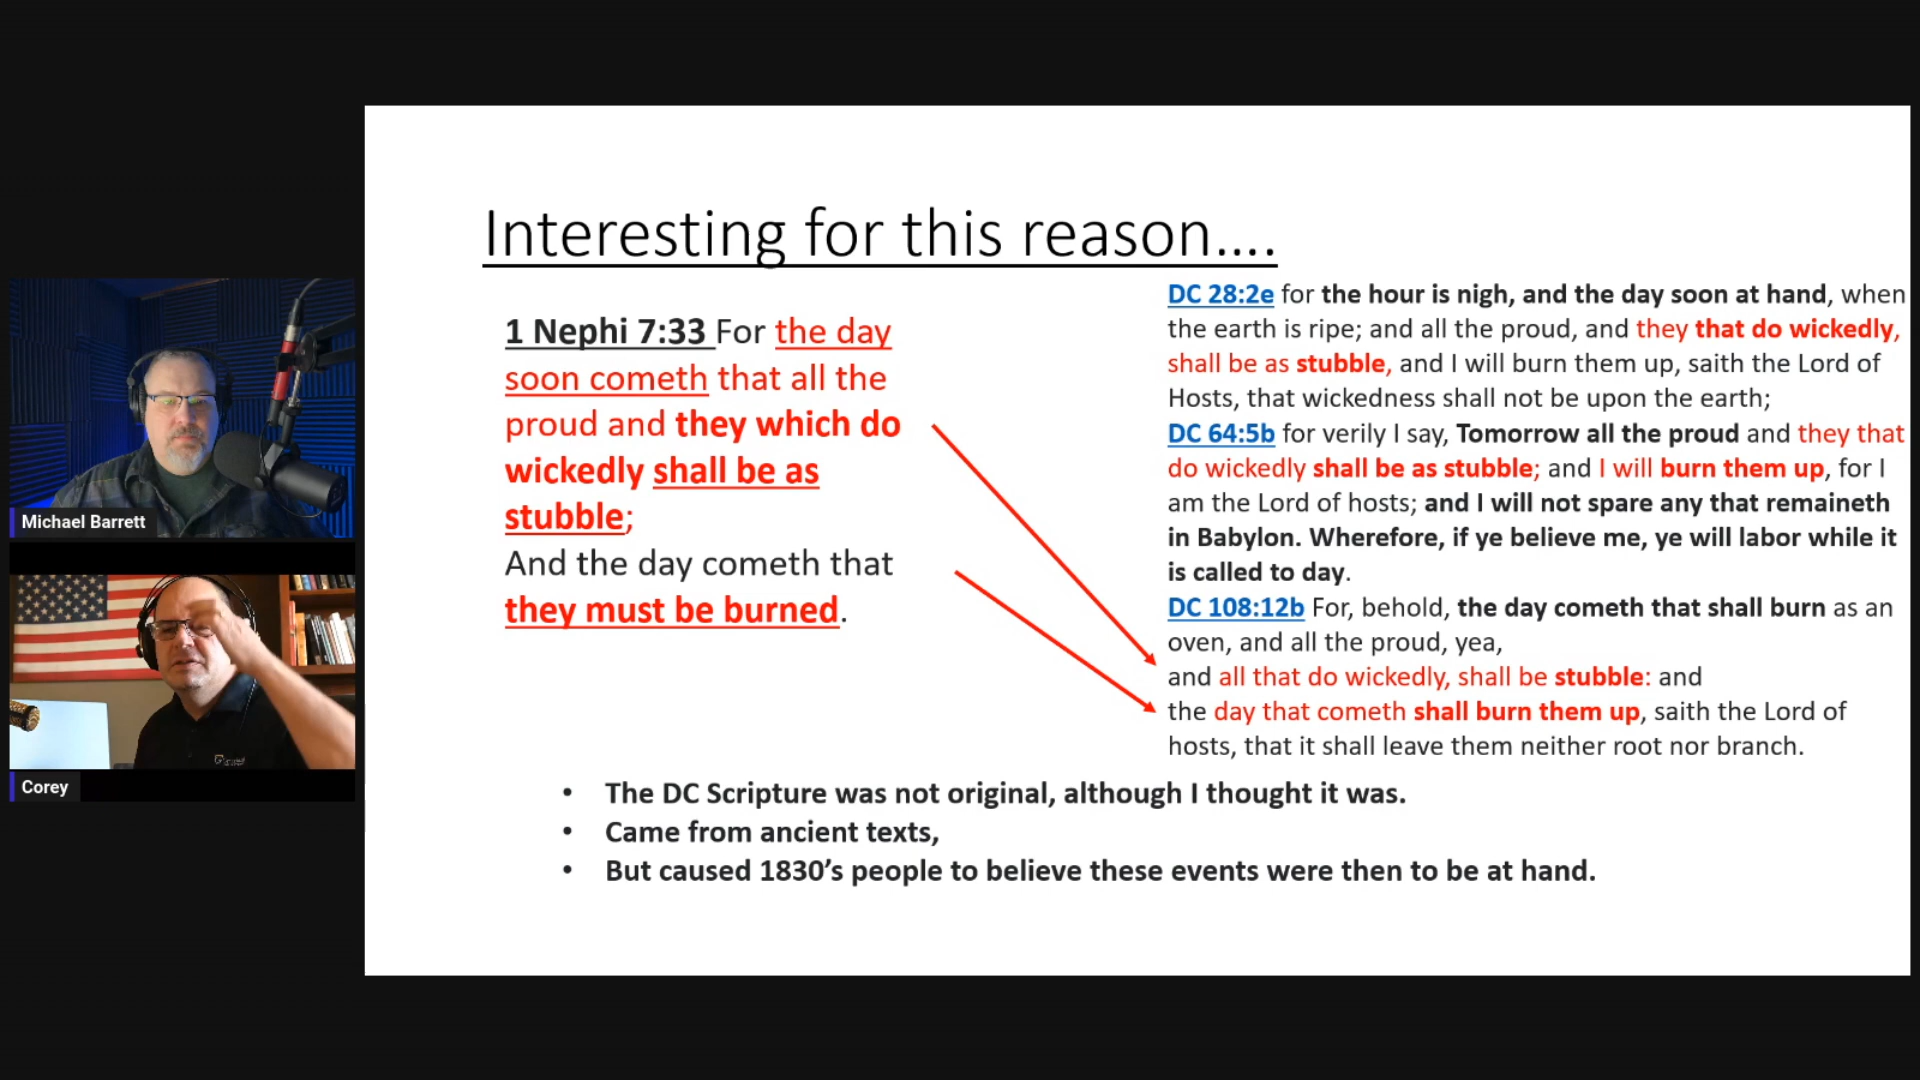 Interesting for this reason....
1 Nephi 7:33 For the day
soon cometh that all the
proud and they which do
wickedly shall be as
stubble;
And the day cometh that
they must be burned.
DC 28:2e for the hour is nigh, and the day soon at hand, when
the earth is ripe; and all the proud, and they that do wickedly,
shall be as stubble, and I will burn them up, saith the Lord of
Hosts, that wickedness shall not be upon the earth;
DC 64:5b for verily I say, Tomorrow all the proud and they that
do wickedly shall be as stubble; and I will burn them up, for I
am the Lord of hosts; and I will not spare any that remaineth
in Babylon. Wherefore, if ye believe me, ye will labor while it
is called to day.
DC 108:12b For, behold, the day cometh that shall burn as an
oven, and all the proud, yea,
and all that do wickedly, shall be stubble: and
the day that cometh shall burn them up, saith the Lord of
hosts, that it shall leave them neither root nor branch.
• The DC Scripture was not original, although I thought it was.
• Came from ancient texts,
• But caused 1830’s people to believe these events were then to be at hand.
Michael Barrett
Corey